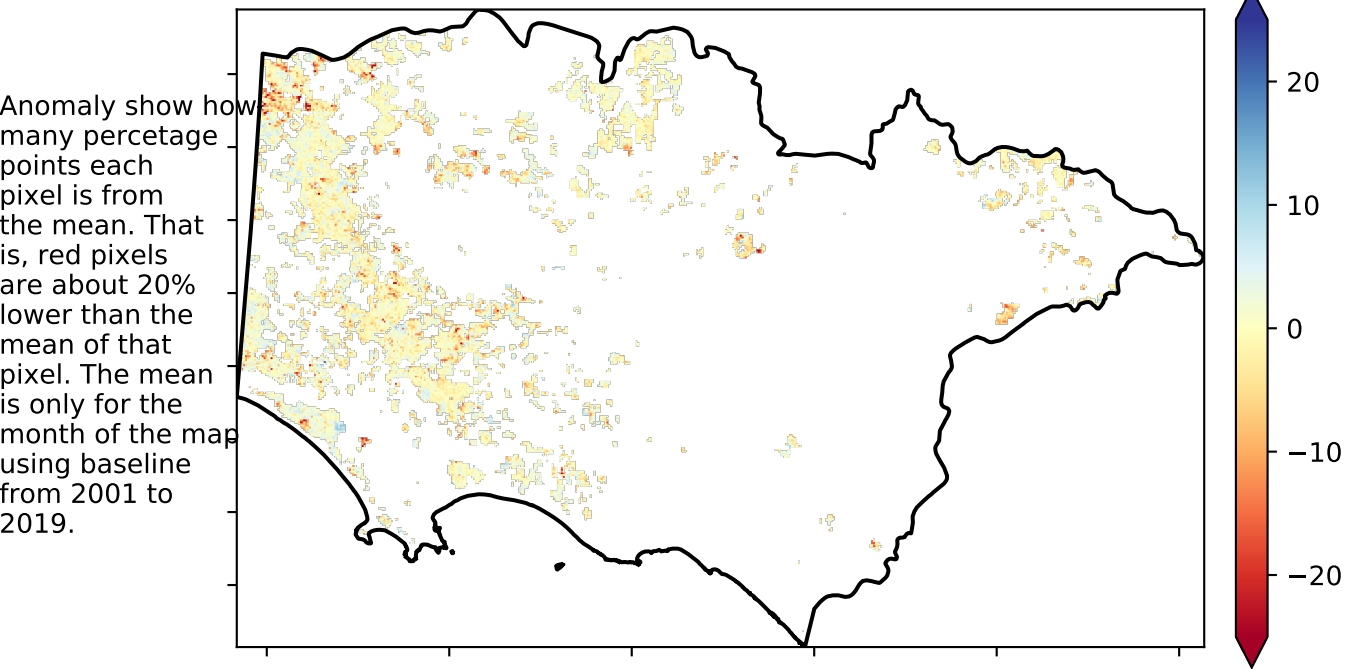 Anomaly show how
many percetage
points each
pixel is from
the mean. That
is, red pixels
are about 20%
lower than the
mean of that
pixel. The mean
is only for the
month of the map
using baseline
from 2001 to
2019.
20
10
0
−10
−20